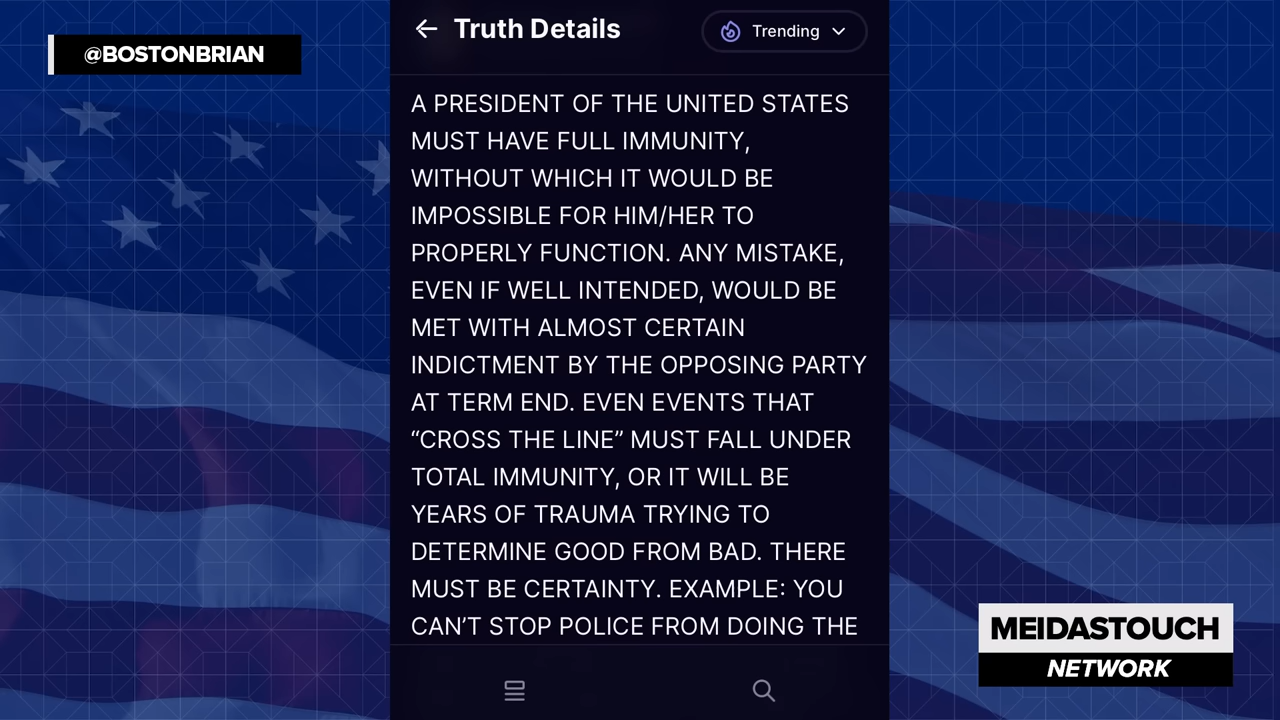 @BOSTONBRIAN
Truth Details
Trending
A PRESIDENT OF THE UNITED STATES
MUST HAVE FULL IMMUNITY,
WITHOUT WHICH IT WOULD BE
IMPOSSIBLE FOR HIM/HER TO
PROPERLY FUNCTION. ANY MISTAKE,
EVEN IF WELL INTENDED, WOULD BE
MET WITH ALMOST CERTAIN
INDICTMENT BY THE OPPOSING PARTY
AT TERM END. EVEN EVENTS THAT
“CROSS THE LINE” MUST FALL UNDER
TOTAL IMMUNITY, OR IT WILL BE
YEARS OF TRAUMA TRYING TO
DETERMINE GOOD FROM BAD. THERE
MUST BE CERTAINTY. EXAMPLE: YOU
CAN’T STOP POLICE FROM DOING THE
MEIDASTOUCH
NETWORK